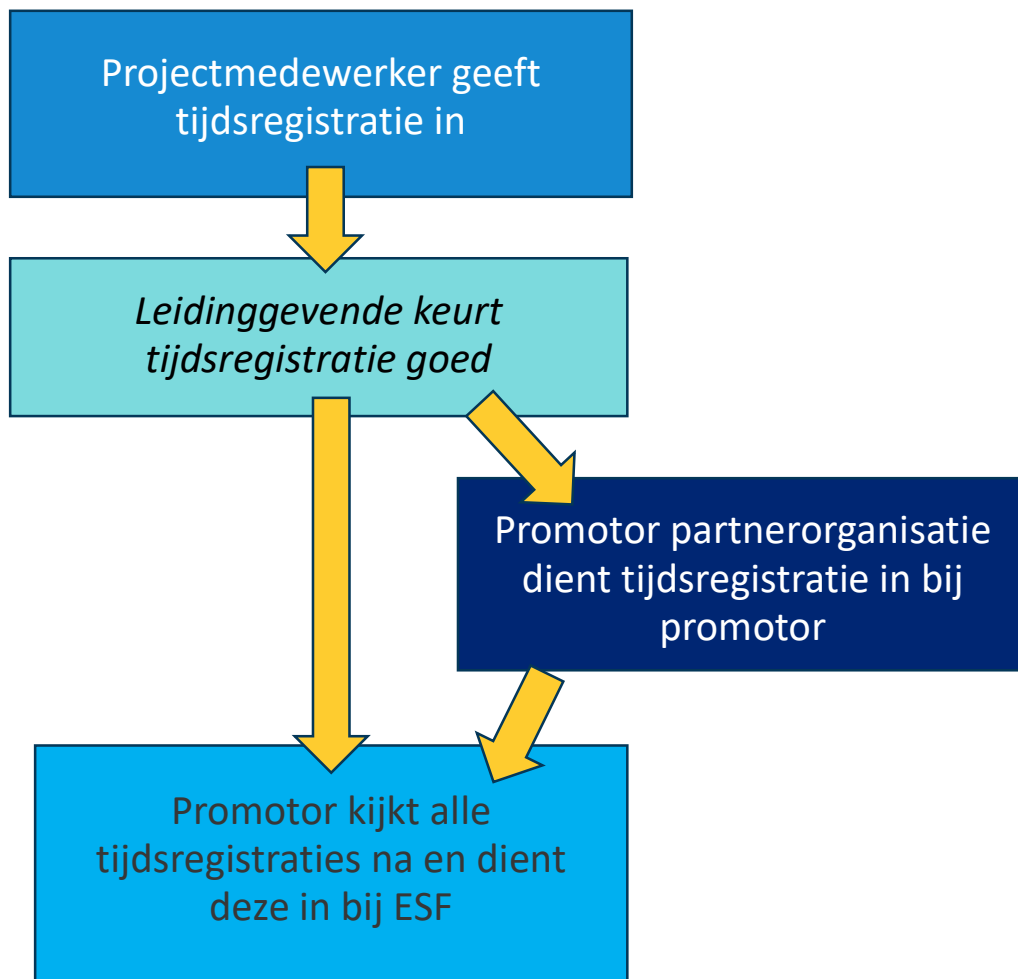 Projectmedewerker geeft
tijdsregistratie in
Leidinggevende keurt
tijdsregistratie goed
Promotor partnerorganisatie
dient tijdsregistratie in bij
promotor
Promotor kijkt alle
tijdsregistraties na en dient
deze in bij ESF